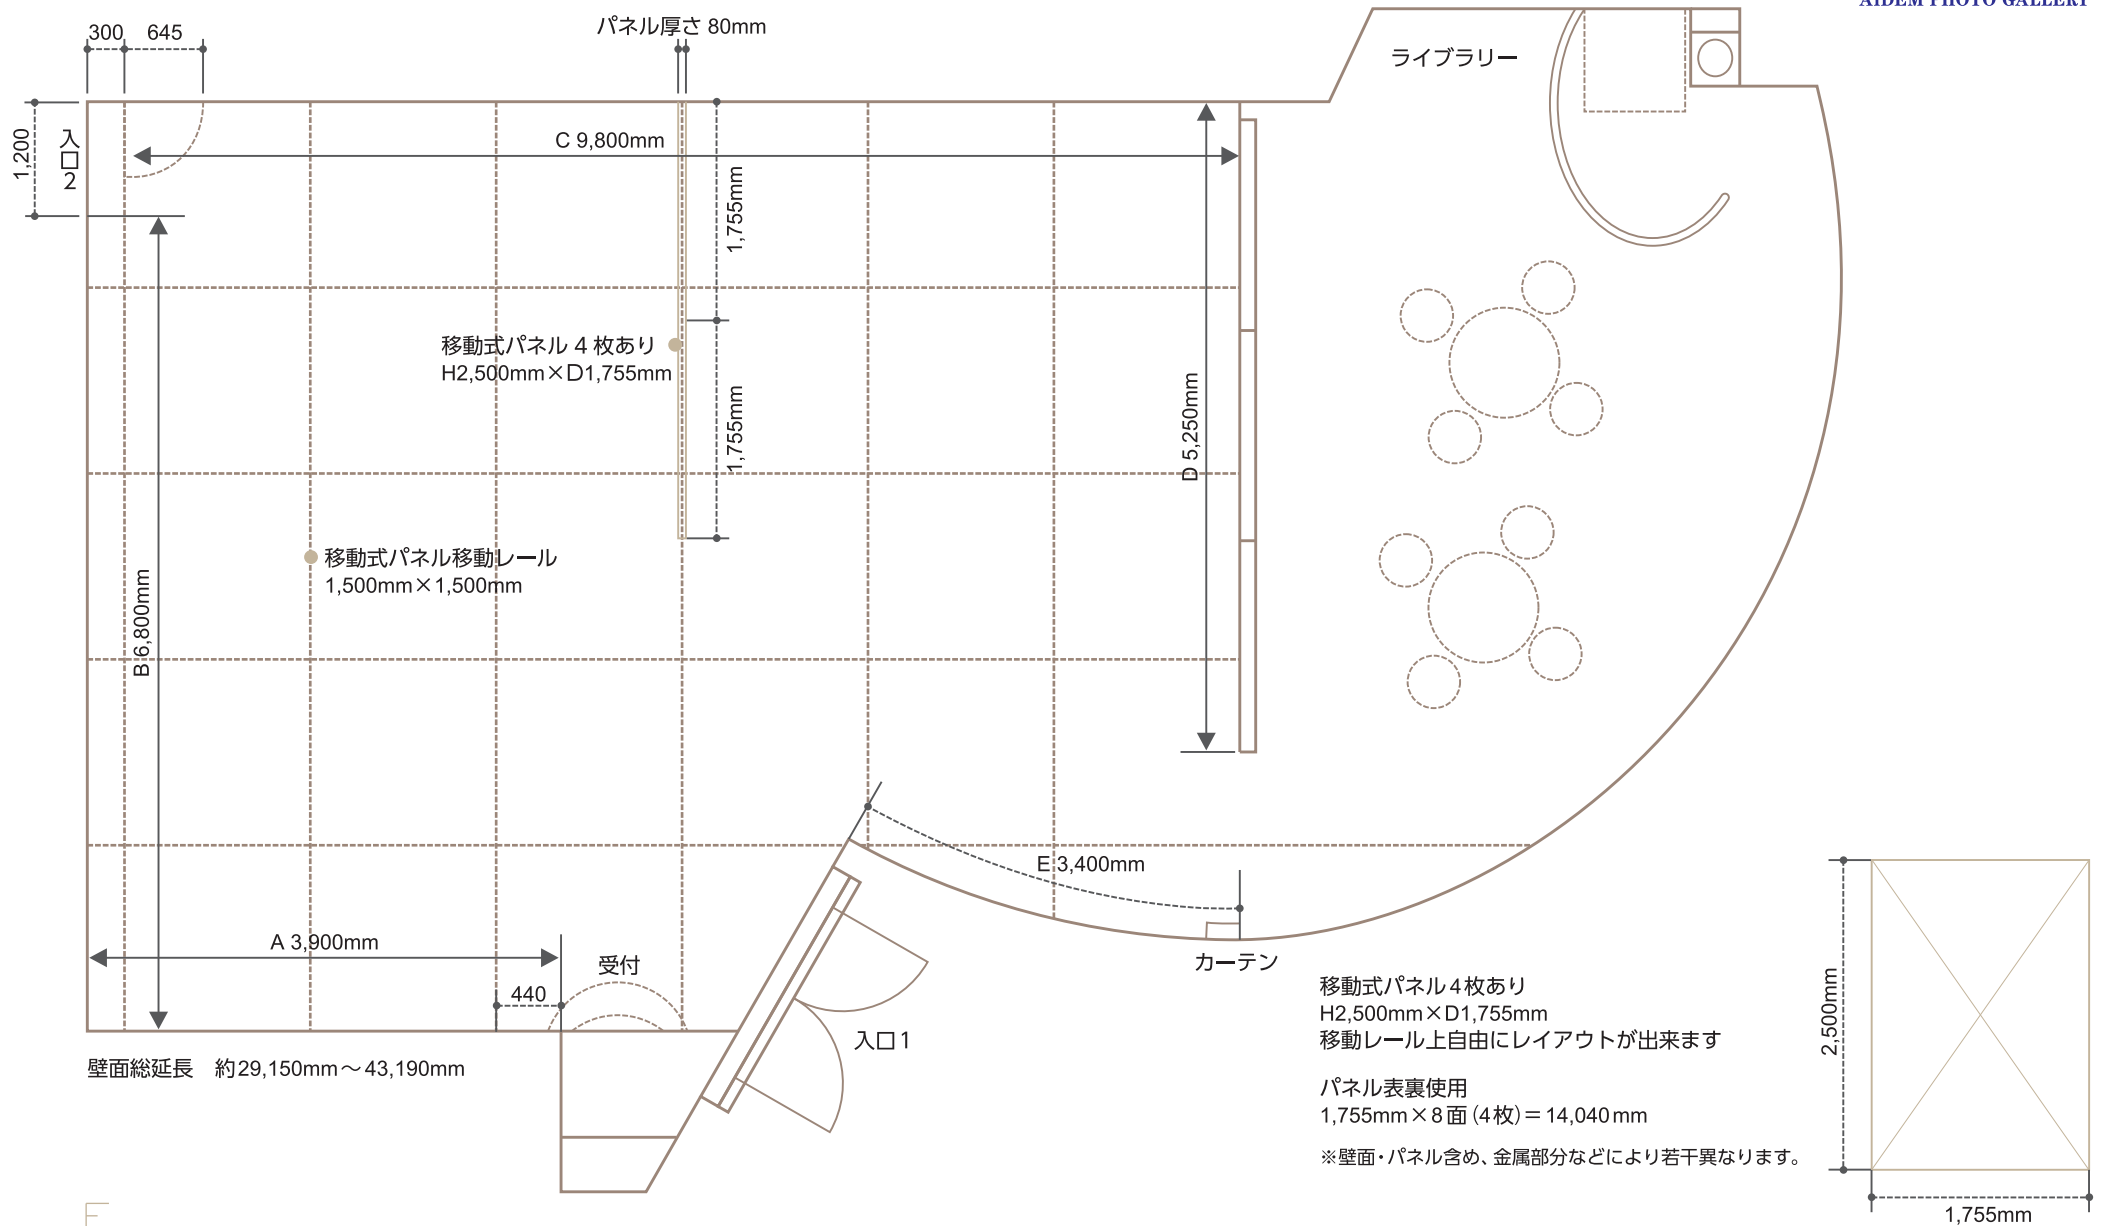 AIDEM PHOTO GALLERY
300
645
パネル厚さ 80mm
ライブラリー
1,200
入口2
C 9,800mm
1,755mm
移動式パネル 4 枚あり
H2,500mm×D1,755mm
1,755mm
D 5,250mm
移動式パネル移動レール
1,500mm×1,500mm
B 6,800mm
E 3,400mm
A 3,900mm
受付
440
カーテン
入口1
壁面総延長　約29,150mm～43,190mm
移動式パネル4枚あり
H2,500mm×D1,755mm
移動レール上自由にレイアウトが出来ます
パネル表裏使用
1,755mm×8面(4枚)=14,040mm
※壁面・パネル含め、金属部分などにより若干異なります。
2,500mm
1,755mm